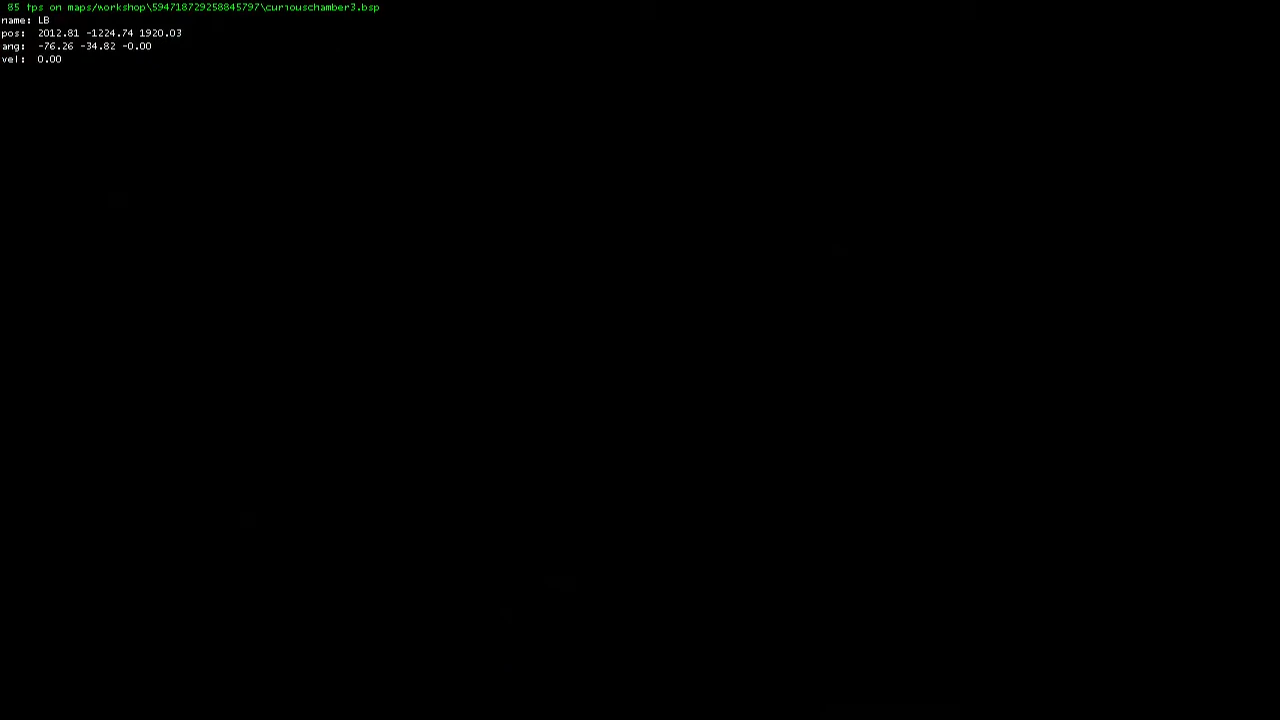 85 fps on maps/workshop\594718729258845797\curiouschamber3.bsp
name: LB
pos: 2012.81 -1224.74 1920.03
ang: -76.26 -34.82 -0.00
vel: 0.00